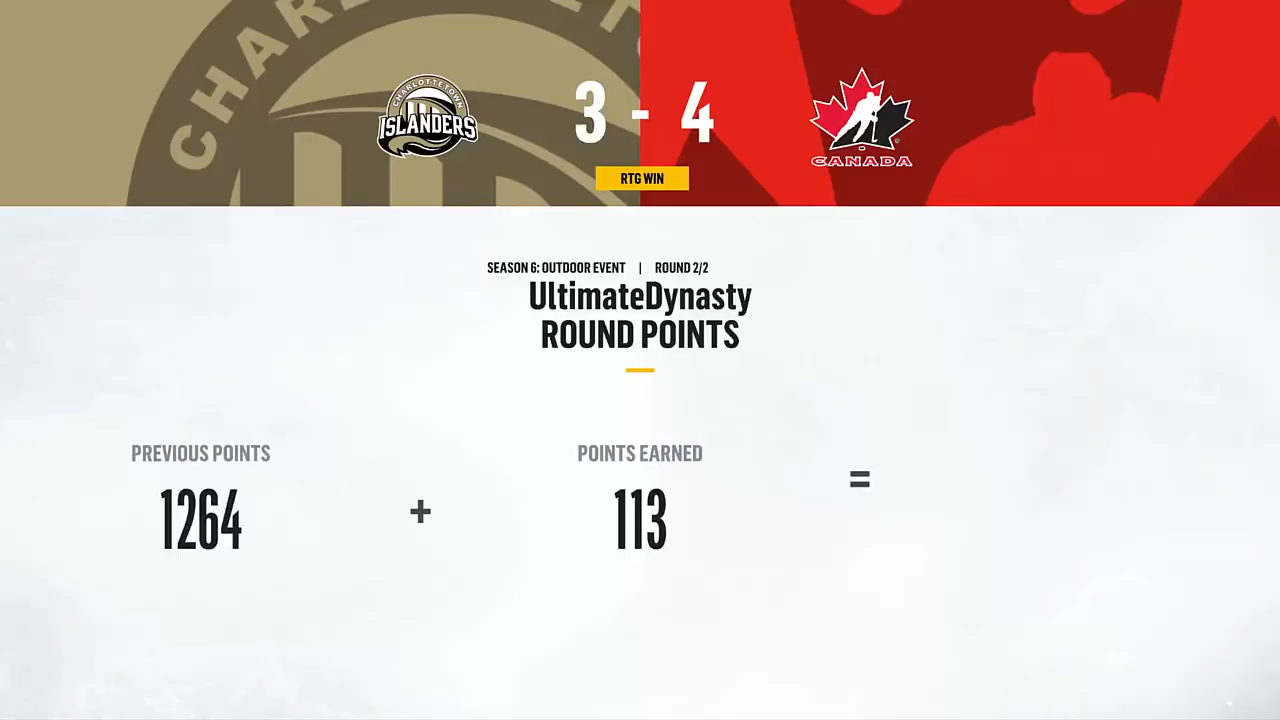 CHARLOTTETOWN
ISLANDERS
3 - 4
CANADA
RTG WIN
SEASON 6: OUTDOOR EVENT | ROUND 2/2
UltimateDynasty
ROUND POINTS
PREVIOUS POINTS
POINTS EARNED
=
1264
+
113